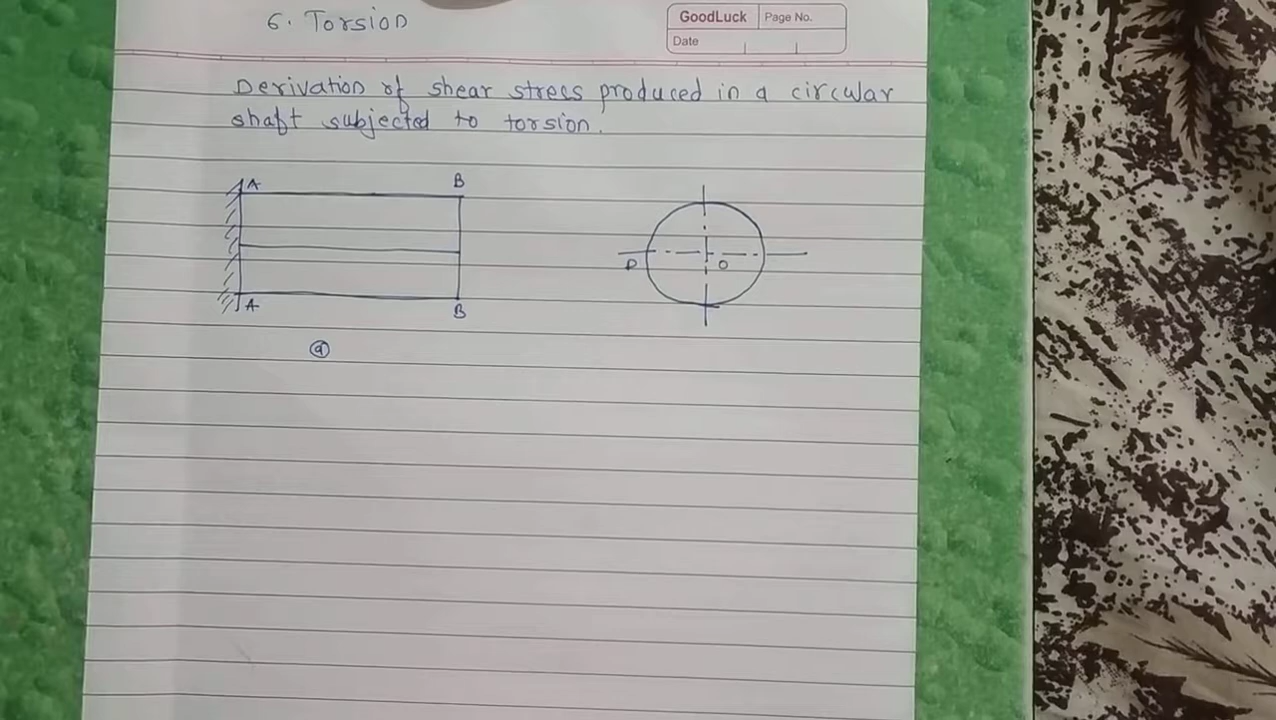 6. Torsion
GoodLuck Page No.
Date
Derivation of shear stress produced in a circular
shaft subjected to torsion.
A B
D O
A B
a